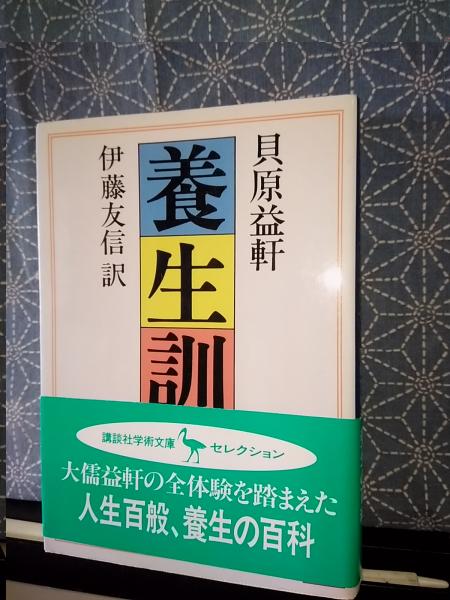 貝原益軒
養生訓
伊藤友信 訳
講談社学術文庫 セレクション
大儒益軒の全体験を踏まえた
人生百般、養生の百科